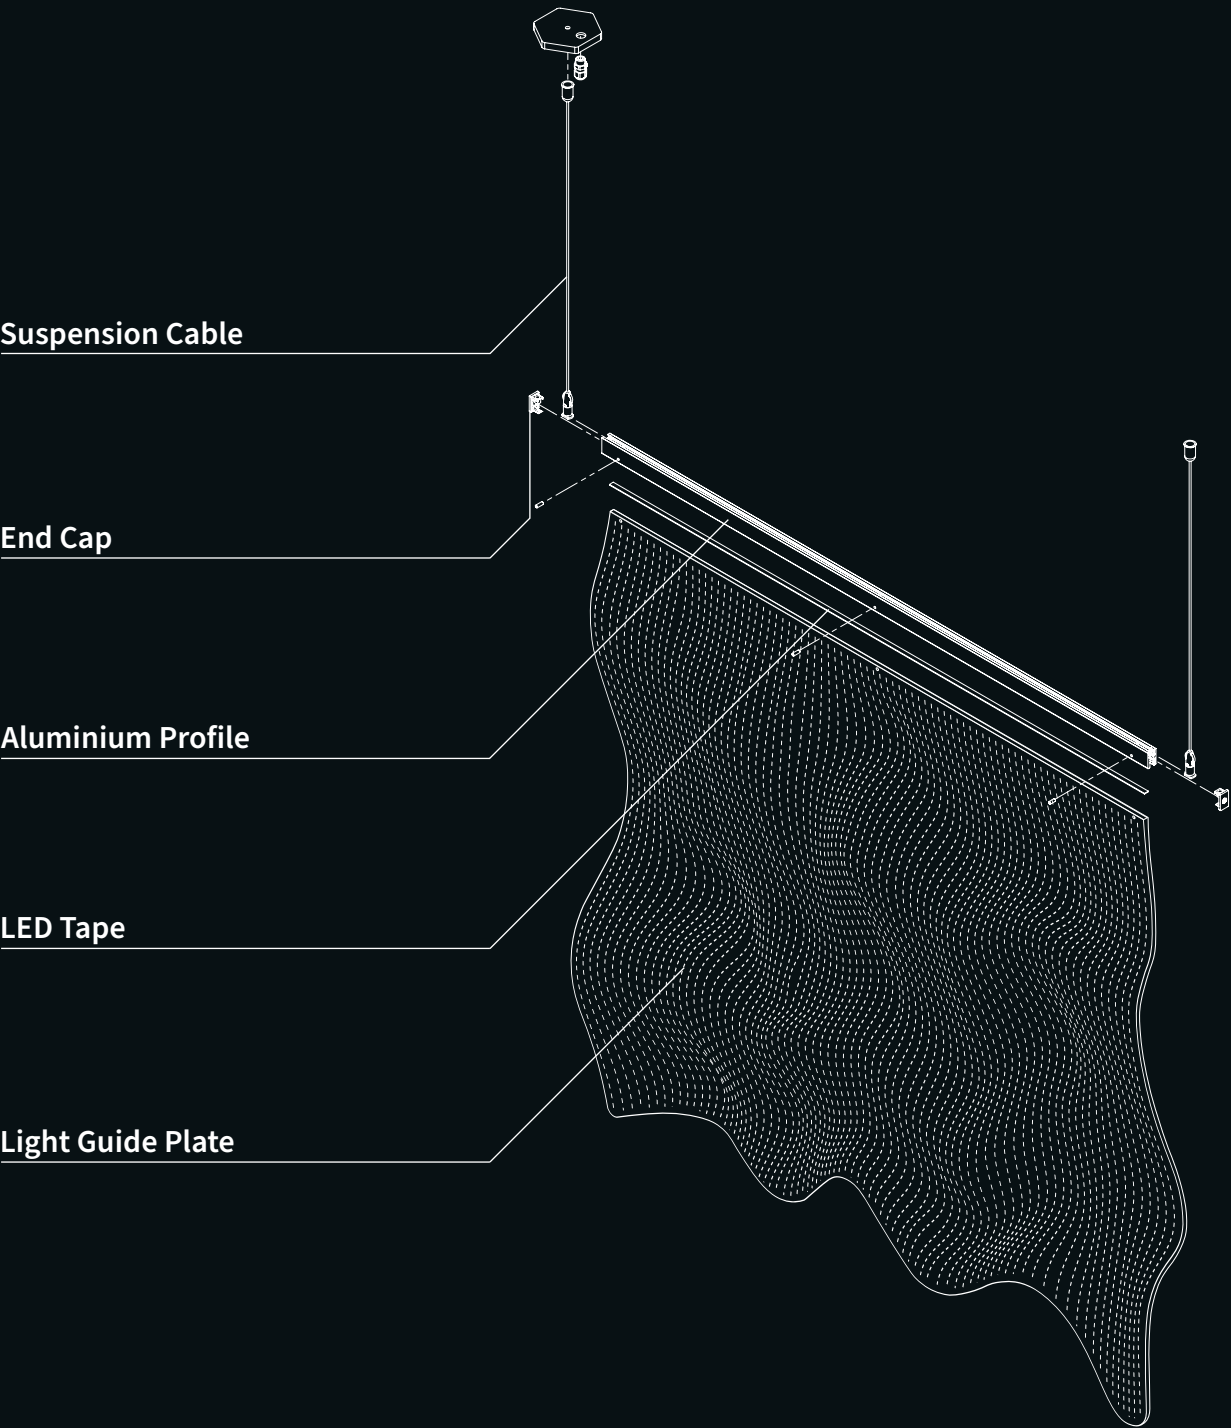 Suspension Cable
End Cap
Aluminium Profile
LED Tape
Light Guide Plate